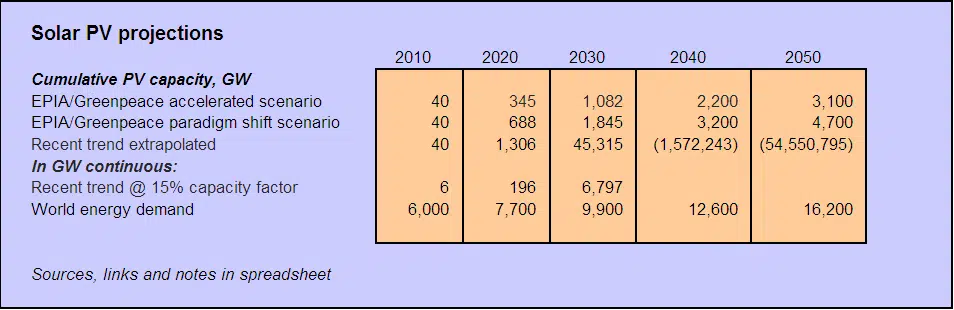 Solar PV projections
2010 2020 2030 2040 2050
Cumulative PV capacity, GW
EPIA/Greenpeace accelerated scenario 40 345 1,082 2,200 3,100
EPIA/Greenpeace paradigm shift scenario 40 688 1,845 3,200 4,700
Recent trend extrapolated 40 1,306 45,315 (1,572,243) (54,550,795)
In GW continuous:
Recent trend @ 15% capacity factor 6 196 6,797
World energy demand 6,000 7,700 9,900 12,600 16,200
Sources, links and notes in spreadsheet